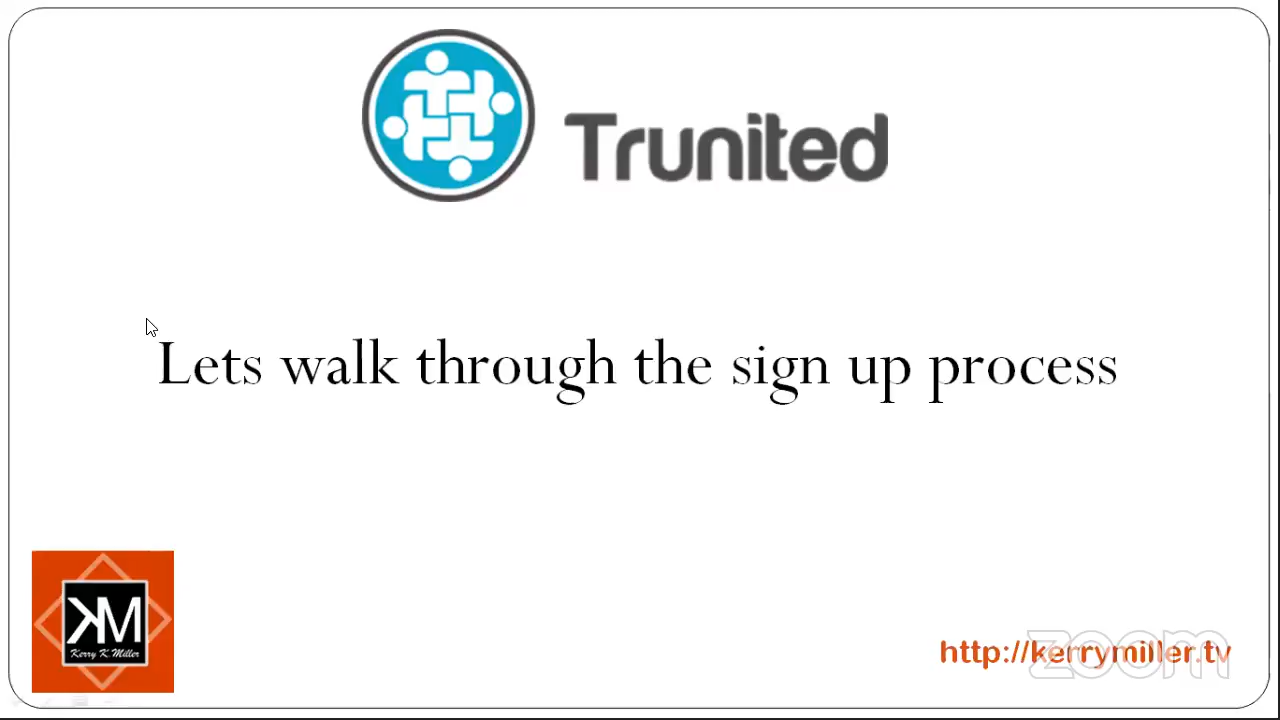 Trunited
Lets walk through the sign up process
KM
Kerry K. Miller
http://kerrymiller.tv
zoom